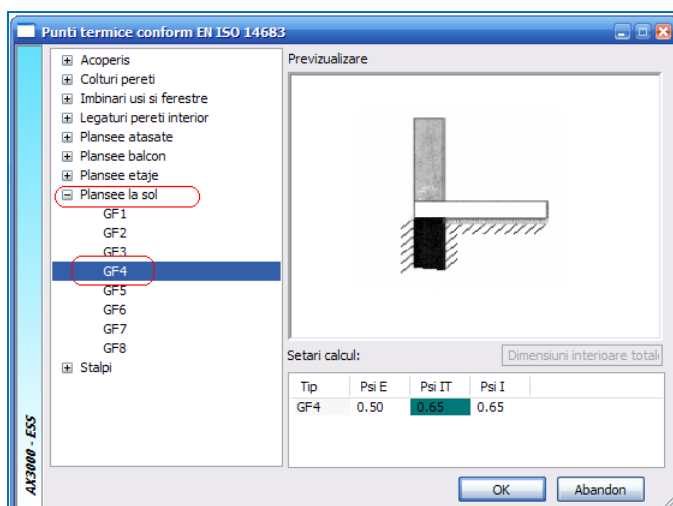 Punti termice conform EN ISO 14683
Acoperis
Colturi pereti
Imbinari usi si ferestre
Legaturi pereti interior
Plansee atasate
Plansee balcon
Plansee etaje
Plansee la sol
GF1
GF2
GF3
GF4
GF5
GF6
GF7
GF8
Stalpi
AX3000 - ESS
Previzualizare
Setari calcul:
Dimensiuni interioare totale
Tip Psi E Psi IT Psi I
GF4 0.50 0.65 0.65
OK Abandon